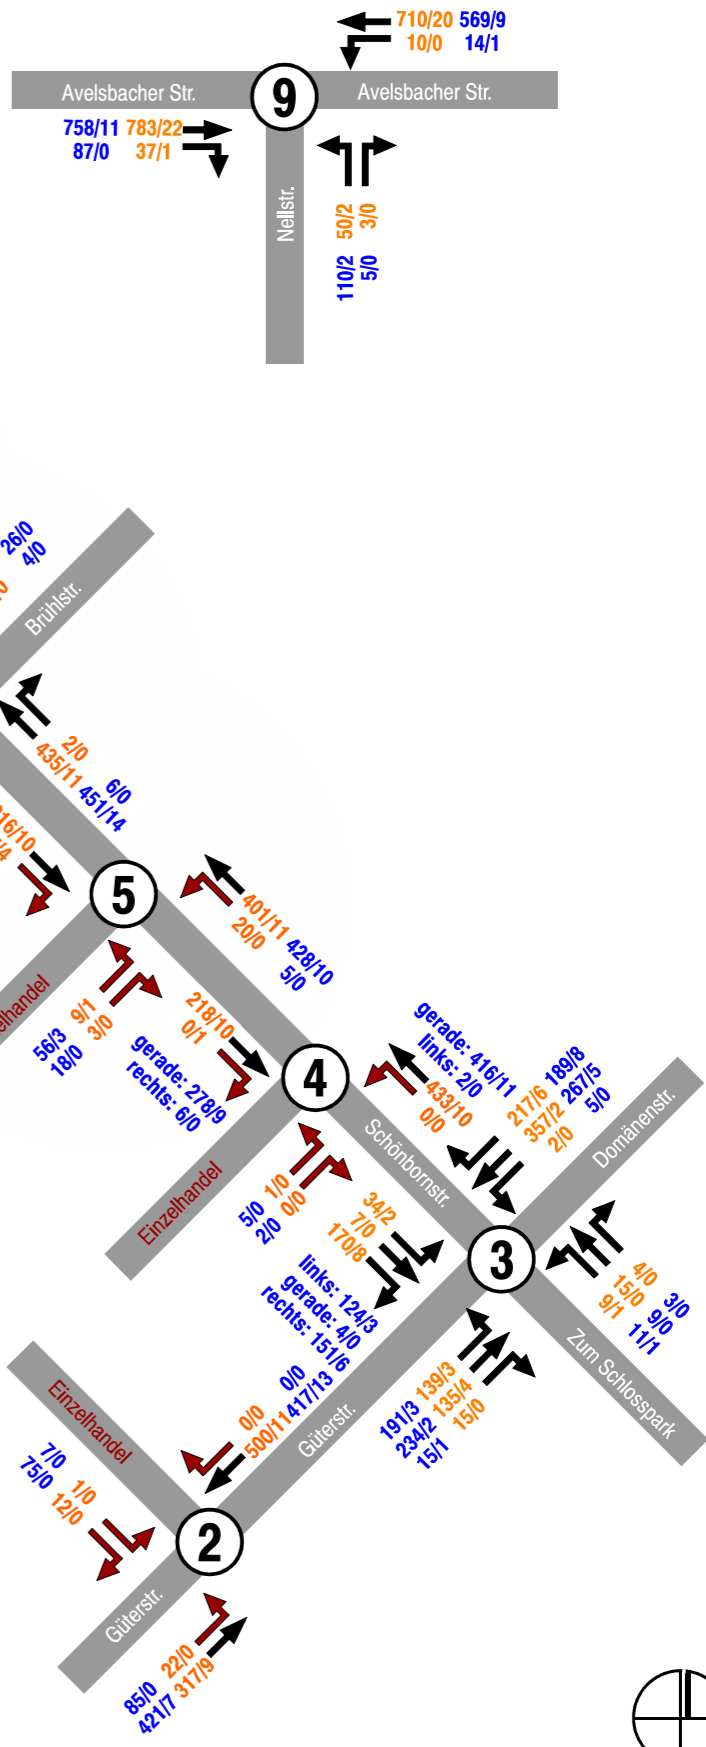 710/20 569/9
10/0 14/1
Avelsbacher Str.
9
Avelsbacher Str.
758/11 783/22
87/0 37/1
Nellstr.
110/2 50/2
5/0 3/0
26/0
4/0
Brühlstr.
2/0 6/0
435/11 451/14
5
401/11 428/10
20/0 5/0
56/3 9/1
18/0 3/0
218/10
0/1
gerade: 278/9
rechts: 6/0
4
gerade: 416/11
links: 2/0
433/10
0/0
Einzelhandel
5/0 1/0
2/0 0/0
Schönbornstr.
217/6 189/8
357/2 267/5
2/0 5/0
Domänenstr.
34/2
7/0
170/8
links: 124/3
gerade: 4/0
rechts: 151/6
3
4/0 3/0
15/0 9/0
9/1 11/1
Zum Schlosspark
191/3 139/3
234/2 135/4
15/1 15/0
Güterstr.
0/0 0/0
500/11 417/13
Einzelhandel
7/0 1/0
75/0 12/0
2
Güterstr.
85/0 22/0
421/7 317/9